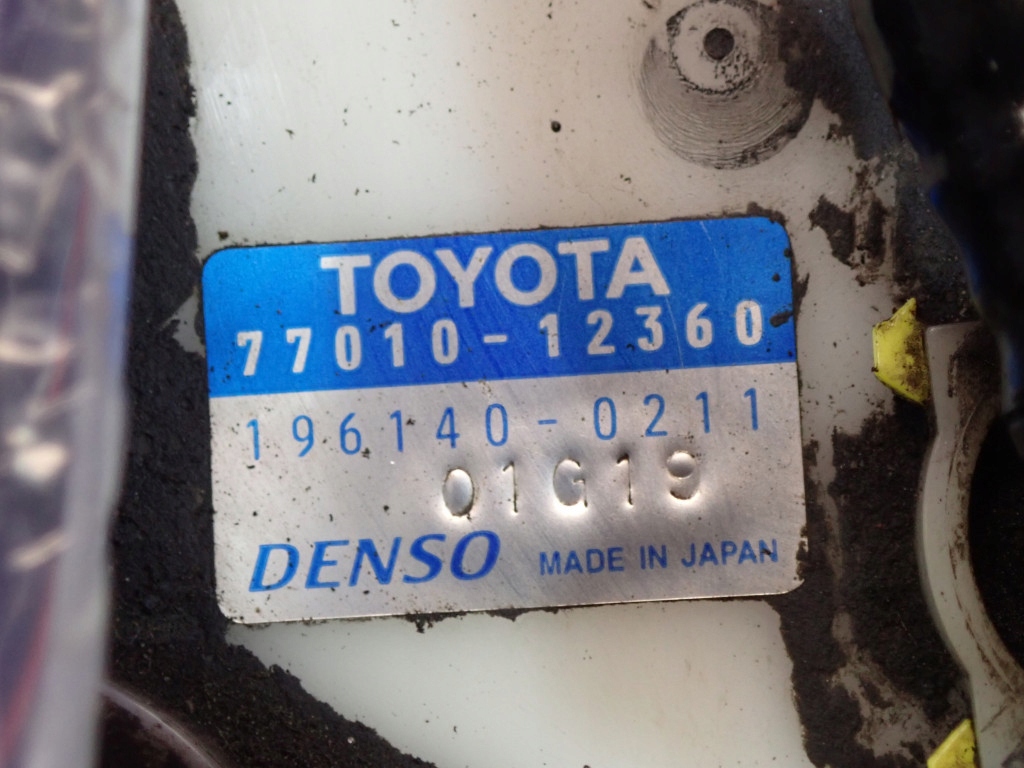 TOYOTA
77010-12360
196140-0211
01G19
DENSO MADE IN JAPAN